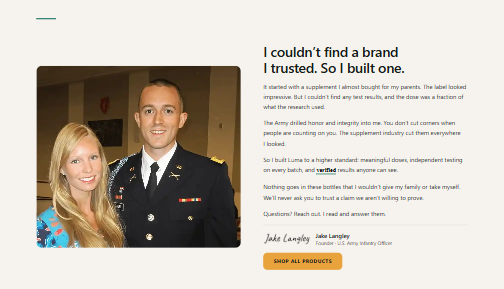 I couldn't find a brand
I trusted. So I built one.
It started with a supplement I almost bought for my parents. The label looked
impressive. But I couldn't find any test results, and the dose was a fraction of
what the research used.
The Army drilled honor and integrity into me. You don't cut corners when
people are counting on you. The supplement industry cut them everywhere
I looked.
So I built Luma to a higher standard: meaningful doses, independent testing
on every batch, and verified results anyone can see.
Nothing goes in these bottles that I wouldn't give my family or take myself.
We'll never ask you to trust a claim we aren't willing to prove.
Questions? Reach out. I read and answer them.
Jake Langley
Jake Langley
Founder · U.S. Army Infantry Officer
SHOP ALL PRODUCTS